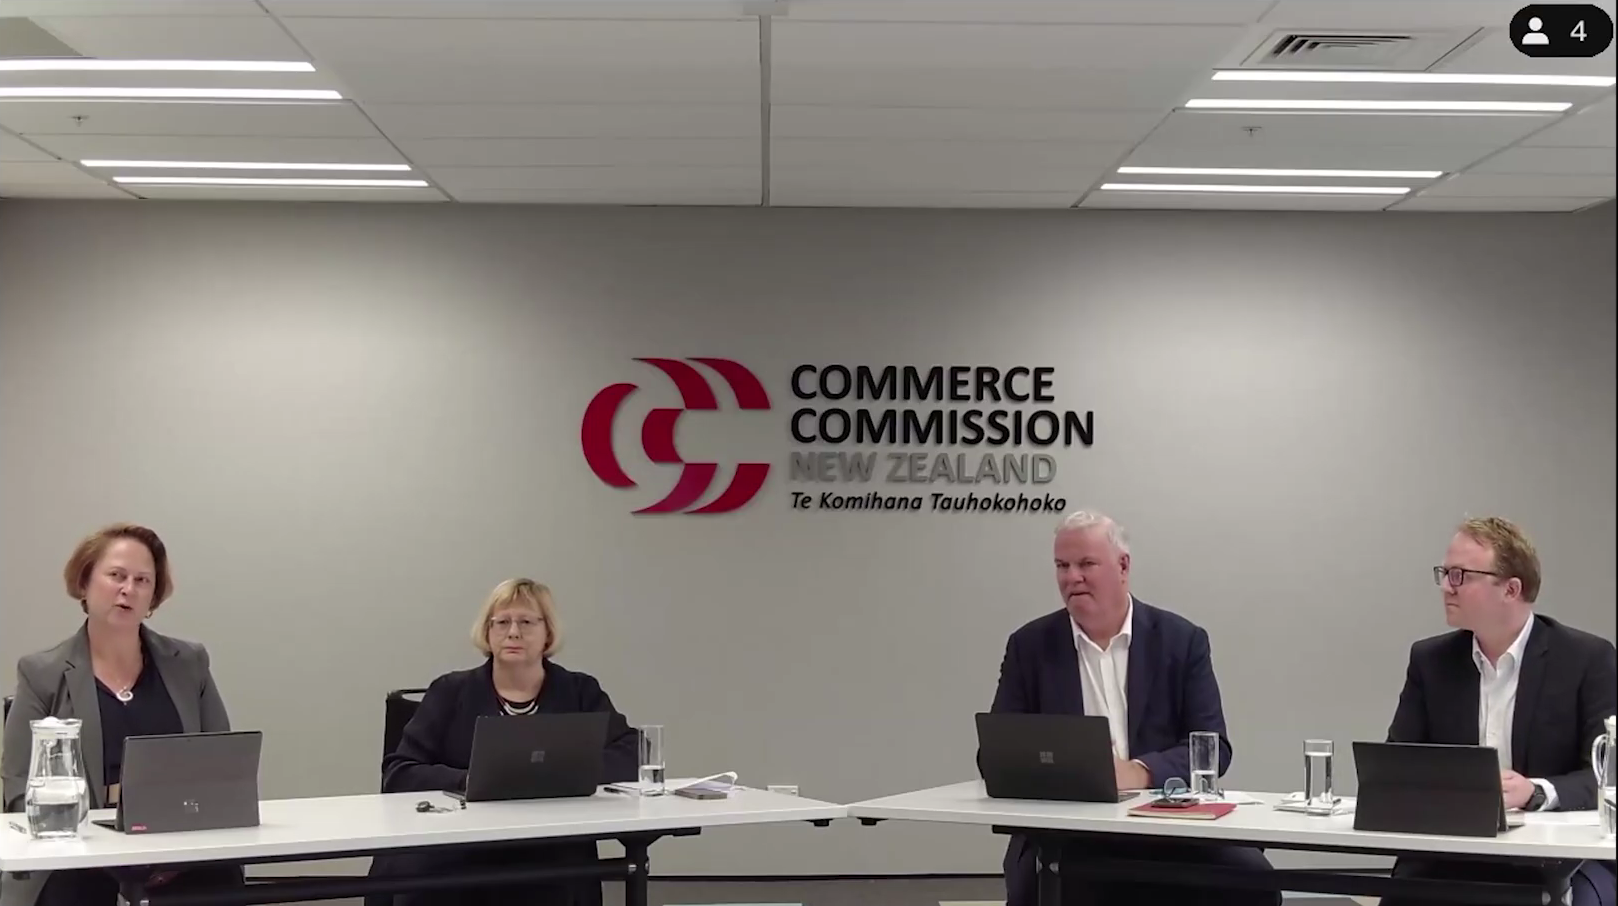 4
COMMERCE
COMMISSION
NEW ZEALAND
Te Komihana Tauhokohoko